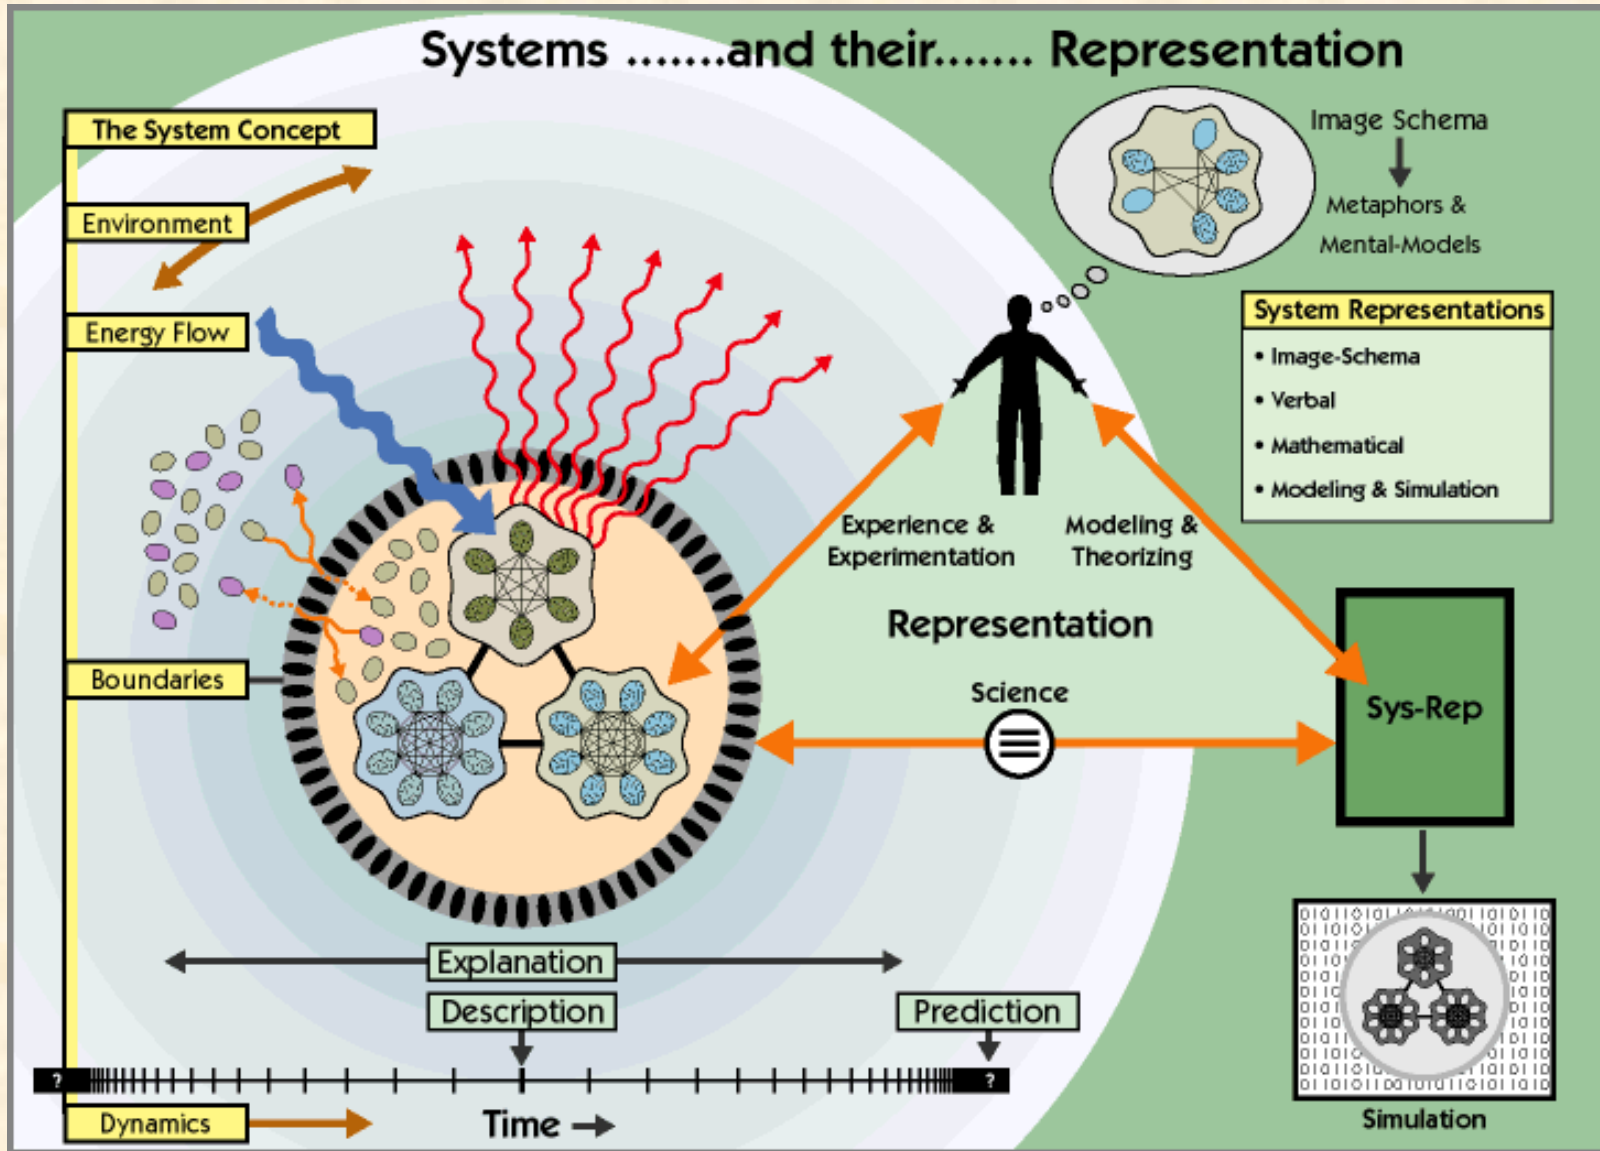 Systems .......and their....... Representation
The System Concept
Environment
Energy Flow
Boundaries
Image Schema
Metaphors &
Mental-Models
System Representations
• Image-Schema
• Verbal
• Mathematical
• Modeling & Simulation
Experience &
Experimentation
Modeling &
Theorizing
Representation
Science
Sys-Rep
Explanation
Description
Prediction
?
?
Dynamics
Time
Simulation